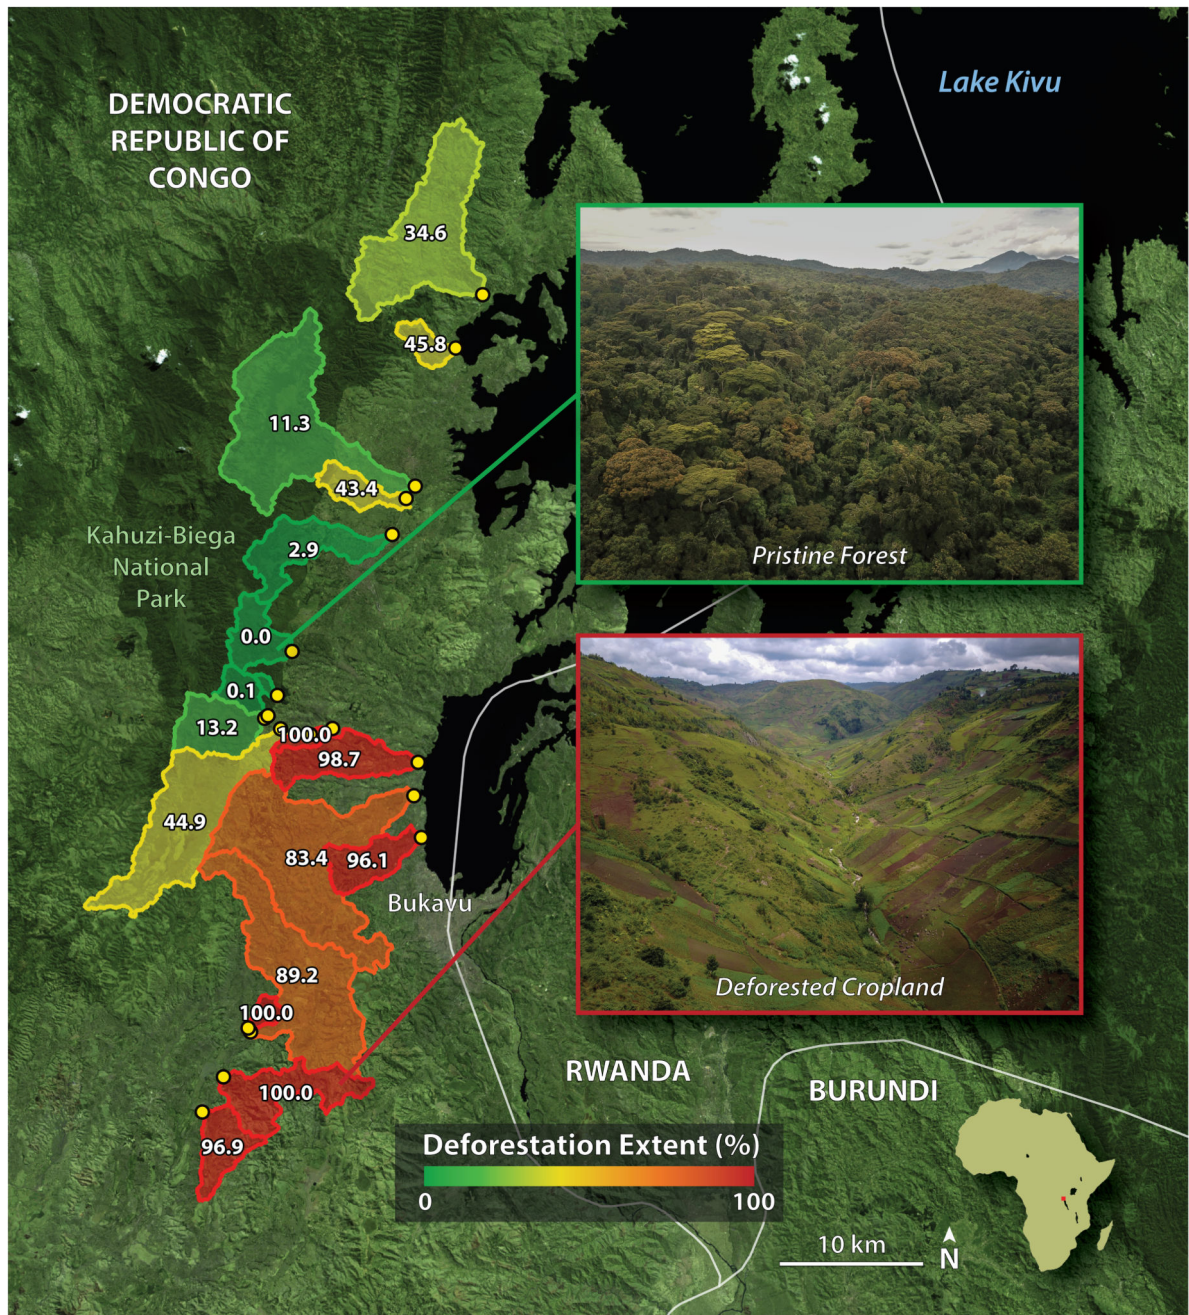 DEMOCRATIC
REPUBLIC OF
CONGO
Lake Kivu
34.6
45.8
11.3
43.4
Kahuzi-Biega
National
Park
2.9
Pristine Forest
0.0
0.1
13.2
100.0
98.7
44.9
83.4
96.1
Bukavu
89.2
Deforested Cropland
100.0
RWANDA
BURUNDI
100.0
96.9
Deforestation Extent (%)
0
100
10 km
N